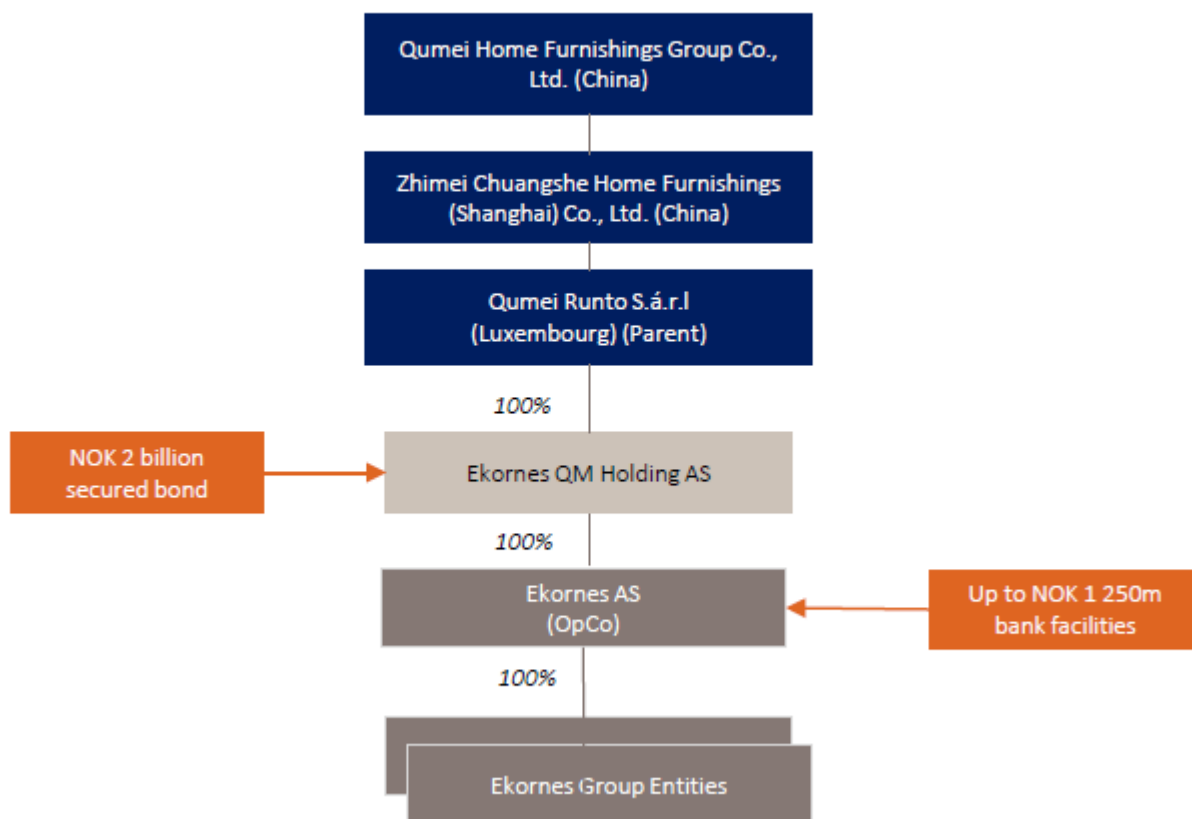 Qumei Home Furnishings Group Co.,
Ltd. (China)
Zhimei Chuangshe Home Furnishings
(Shanghai) Co., Ltd. (China)
Qumei Runto S.á.r.l
(Luxembourg) (Parent)
100%
NOK 2 billion
secured bond
Ekornes QM Holding AS
100%
Ekornes AS
(OpCo)
Up to NOK 1 250m
bank facilities
100%
Ekornes Group Entities